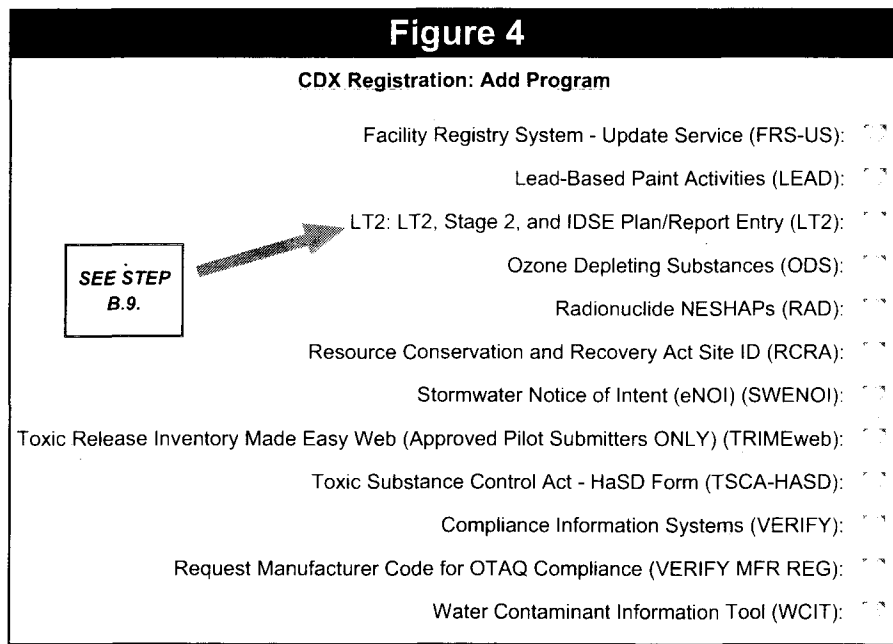 Figure 4
CDX Registration: Add Program
Facility Registry System - Update Service (FRS-US):
Lead-Based Paint Activities (LEAD):
LT2: LT2, Stage 2, and IDSE Plan/Report Entry (LT2):
SEE STEP
B.9.
Ozone Depleting Substances (ODS):
Radionuclide NESHAPs (RAD):
Resource Conservation and Recovery Act Site ID (RCRA):
Stormwater Notice of Intent (eNOI) (SWENOI):
Toxic Release Inventory Made Easy Web (Approved Pilot Submitters ONLY) (TRIMEweb):
Toxic Substance Control Act - HaSD Form (TSCA-HASD):
Compliance Information Systems (VERIFY):
Request Manufacturer Code for OTAQ Compliance (VERIFY MFR REG):
Water Contaminant Information Tool (WCIT):